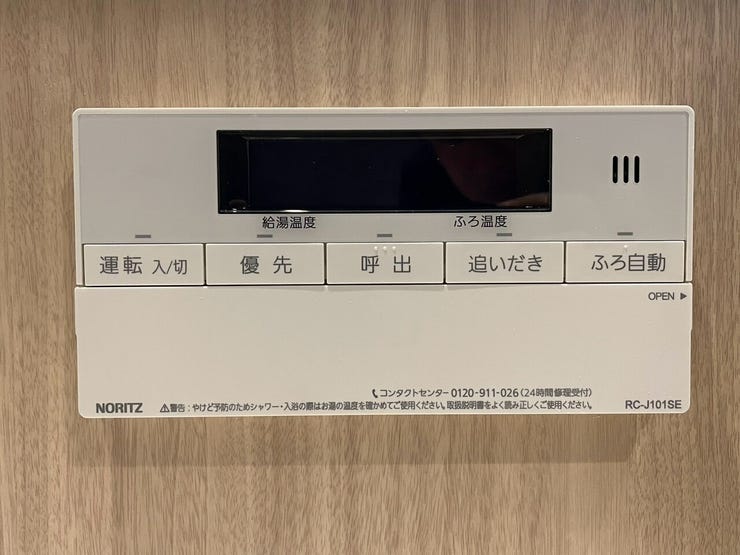 給湯温度 ふろ温度
運転 入/切 優先 呼出 追いだき ふろ自動
OPEN ▶
コンタクトセンター 0120-911-026 (24時間修理受付)
NORITZ ⚠警告：やけど予防のためシャワー・入浴の際はお湯の温度を確かめてご使用ください。取扱説明書をよく読み正しくご使用ください。 RC-J101SE